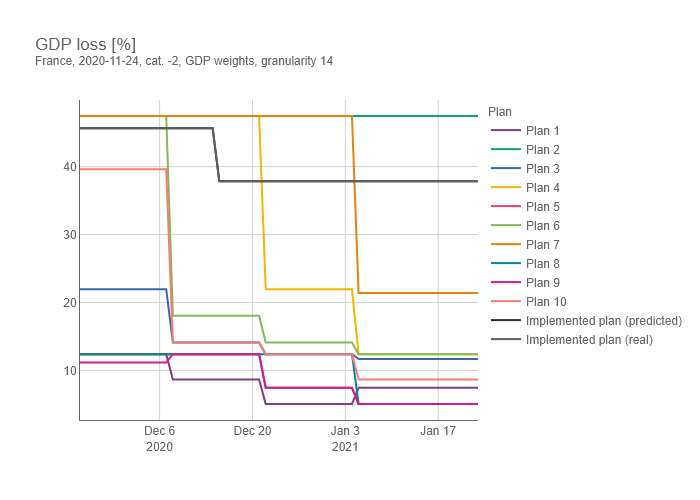 GDP loss [%]
France, 2020-11-24, cat. -2, GDP weights, granularity 14
Plan
Plan 1
Plan 2
Plan 3
Plan 4
Plan 5
Plan 6
Plan 7
Plan 8
Plan 9
Plan 10
Implemented plan (predicted)
Implemented plan (real)
40
30
20
10
Dec 6
2020
Dec 20
Jan 3
2021
Jan 17